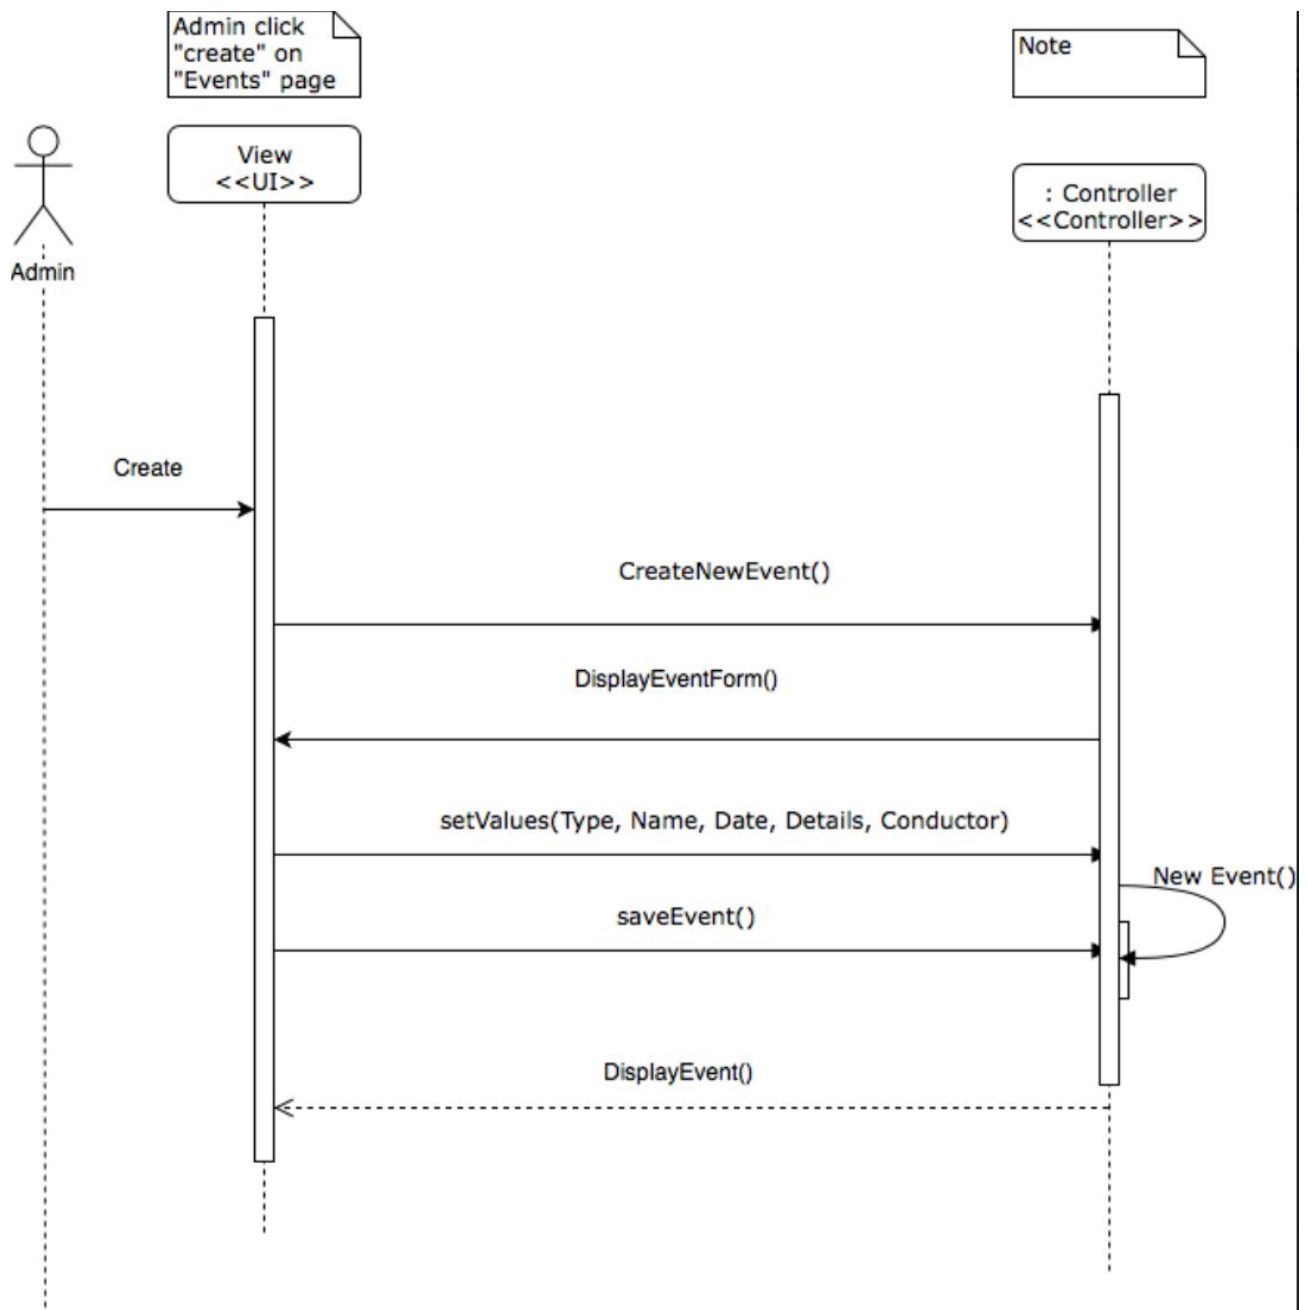 Admin click
"create" on
"Events" page
Note
View
<<UI>>
: Controller
<<Controller>>
Admin
Create
CreateNewEvent()
DisplayEventForm()
setValues(Type, Name, Date, Details, Conductor)
New Event()
saveEvent()
DisplayEvent()